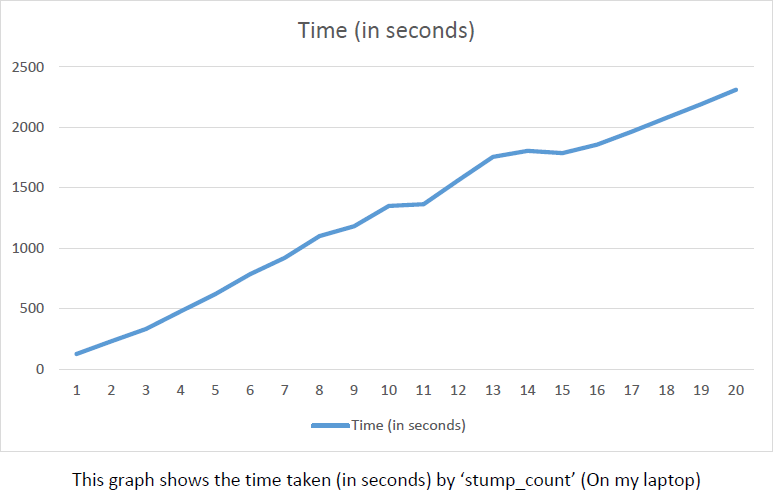 Time (in seconds)
2500
2000
1500
1000
500
0
1 2 3 4 5 6 7 8 9 10 11 12 13 14 15 16 17 18 19 20
Time (in seconds)
This graph shows the time taken (in seconds) by ‘stump_count’ (On my laptop)